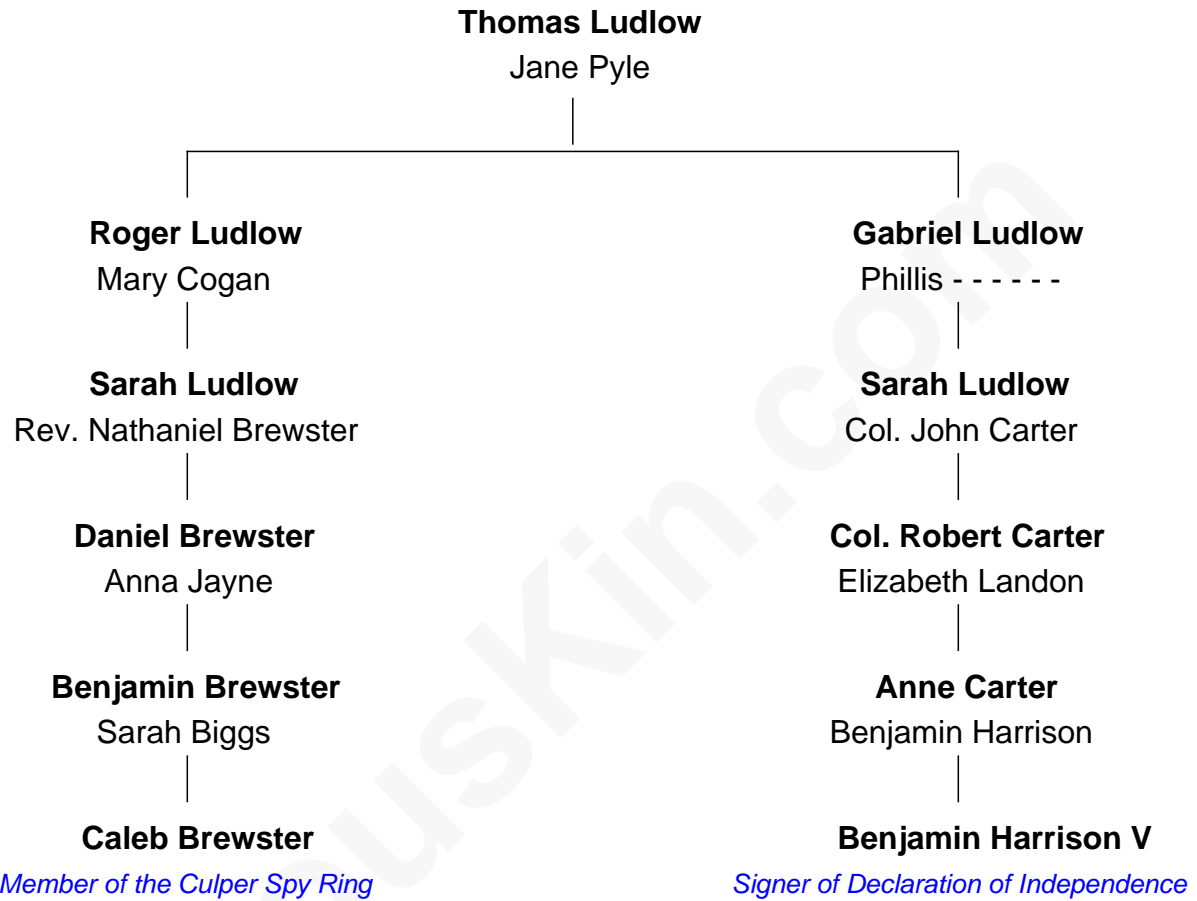 Thomas Ludlow
Jane Pyle
Roger Ludlow
Mary Cogan
Gabriel Ludlow
Phillis - - - - - -
Sarah Ludlow
Rev. Nathaniel Brewster
Sarah Ludlow
Col. John Carter
Daniel Brewster
Anna Jayne
Col. Robert Carter
Elizabeth Landon
Benjamin Brewster
Sarah Biggs
Anne Carter
Benjamin Harrison
Caleb Brewster
Member of the Culper Spy Ring
Benjamin Harrison V
Signer of Declaration of Independence
usKin.com